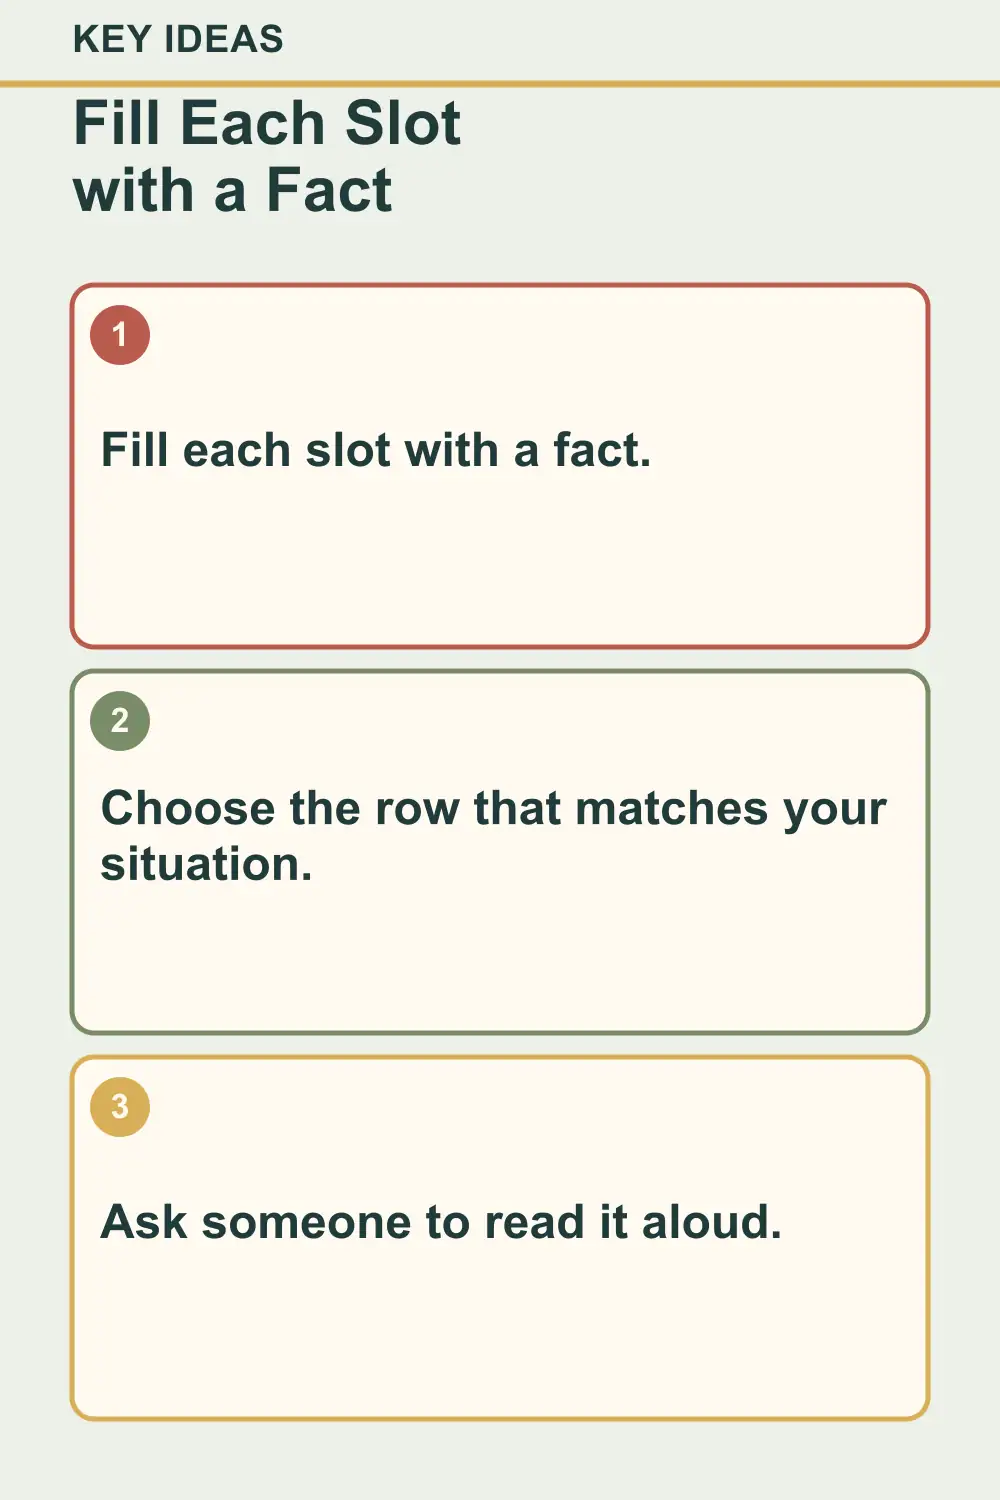 KEY IDEAS
Fill Each Slot
with a Fact
1
Fill each slot with a fact.
2
Choose the row that matches your
situation.
3
Ask someone to read it aloud.